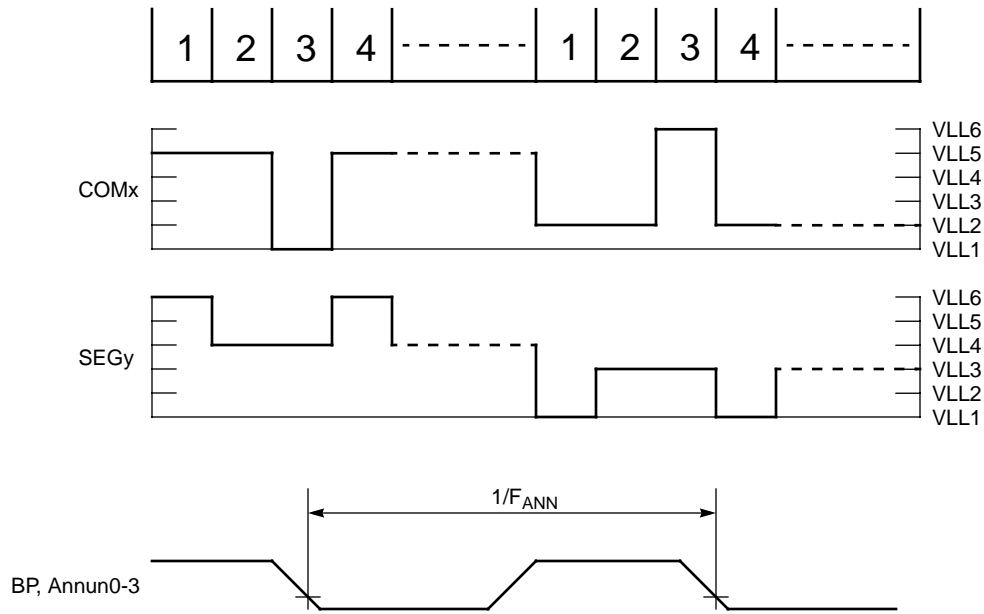 1 2 3 4 1 2 3 4
VLL6
VLL5
VLL4
COMx
VLL3
VLL2
VLL1
VLL6
VLL5
SEGy
VLL4
VLL3
VLL2
VLL1
1/FANN
BP, Annun0-3